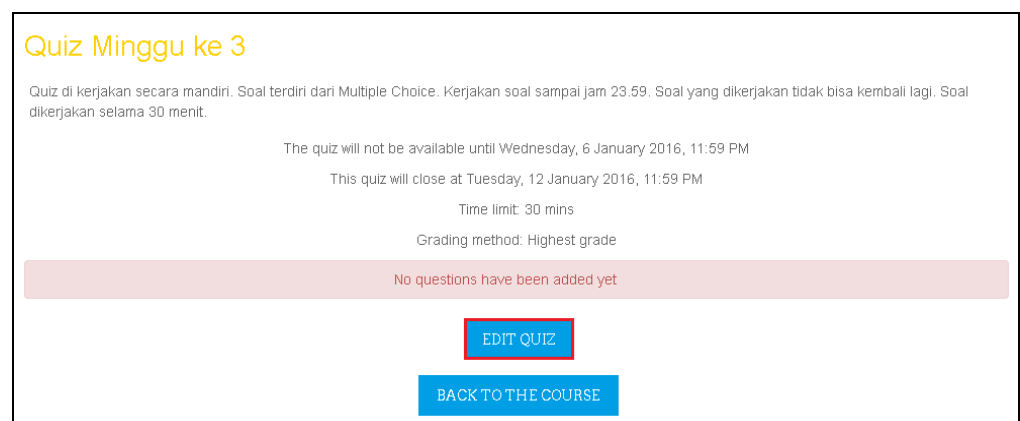 Quiz Minggu ke 3
Quiz di kerjakan secara mandiri. Soal terdiri dari Multiple Choice. Kerjakan soal sampai jam 23.59. Soal yang dikerjakan tidak bisa kembali lagi. Soal
dikerjakan selama 30 menit.
The quiz will not be available until Wednesday, 6 January 2016, 11:59 PM
This quiz will close at Tuesday, 12 January 2016, 11:59 PM
Time limit: 30 mins
Grading method: Highest grade
No questions have been added yet
EDIT QUIZ
BACK TO THE COURSE